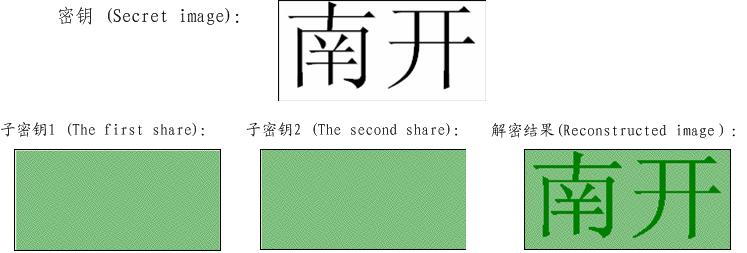 密钥 (Secret image):
南开
子密钥1 (The first share):
子密钥2 (The second share):
解密结果(Reconstructed image):
南开